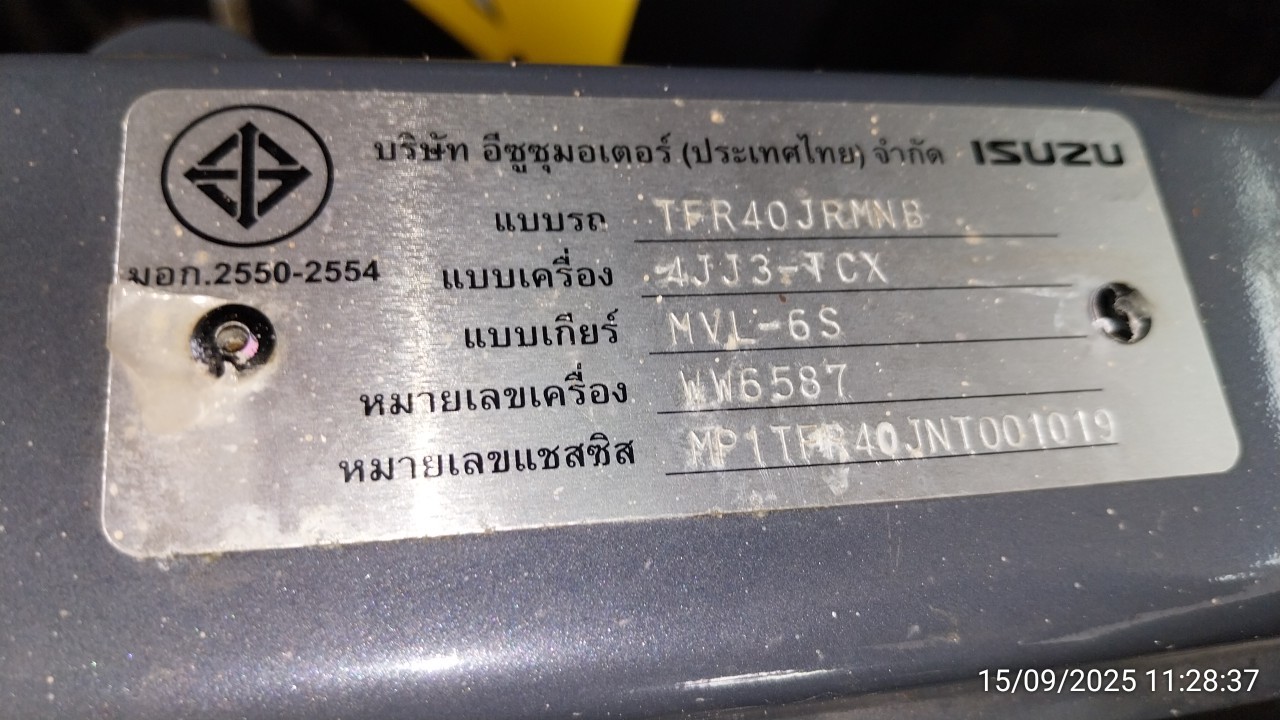 บริษัท อีซูซุมอเตอร์ (ประเทศไทย) จำกัด ISUZU
แบบรถ TFR40JRMNB
มอก.2550-2554
แบบเครื่อง 4JJ3-TCX
แบบเกียร์ MVL-6S
หมายเลขเครื่อง WW6587
หมายเลขแชสซิส MP1TFR40JNT001019
15/09/2025 11:28:37